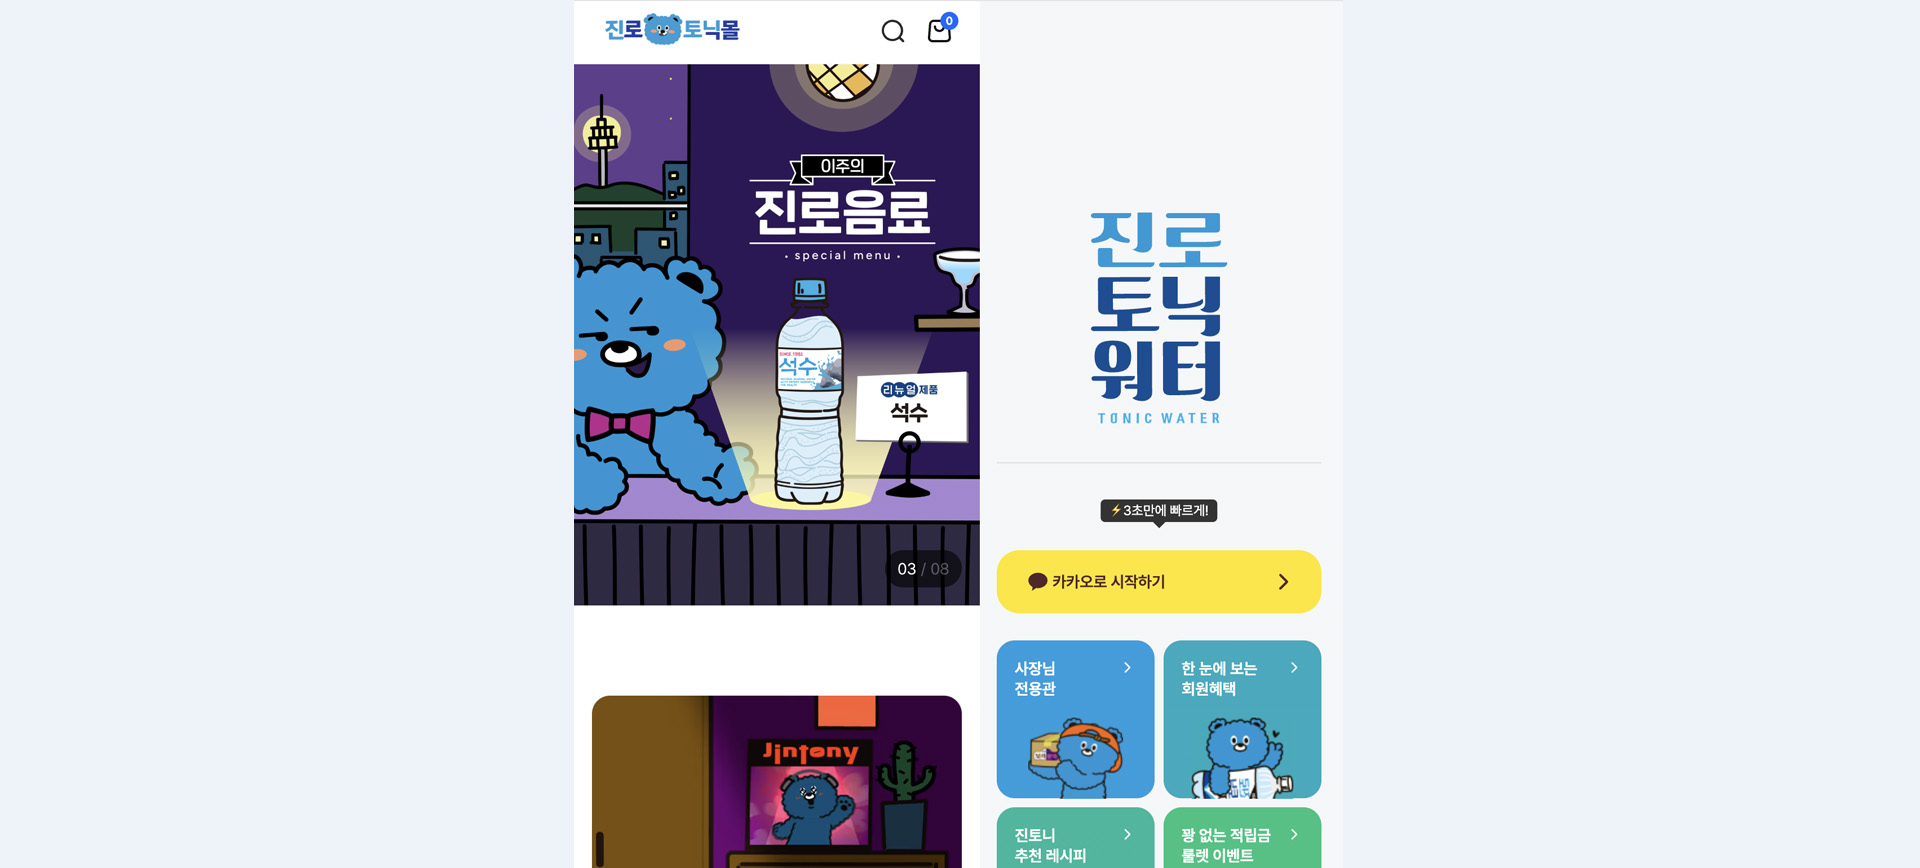 진로 토닉몰
0
이주의
진로음료
• special menu •
SINCE 1982
석수
리뉴얼제품
석수
03 / 08
Jintony
진로
토닉
워터
TONIC WATER
⚡3초만에 빠르게!
카카오로 시작하기
사장님
전용관
한 눈에 보는
회원혜택
진토니
추천 레시피
꽝 없는 적립금
룰렛 이벤트